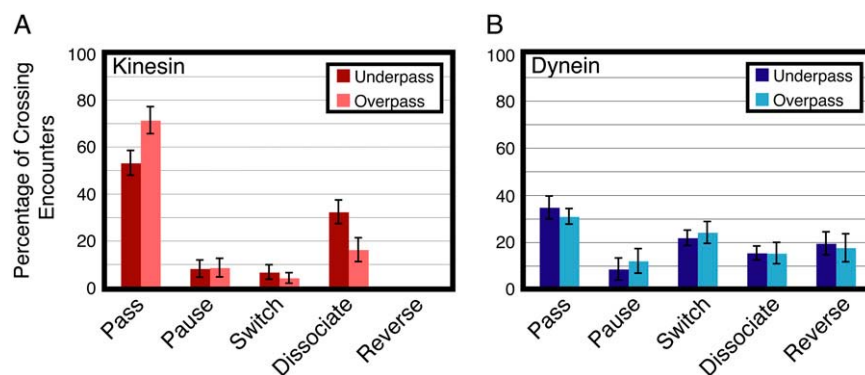 A
Percentage of Crossing
Encounters
100
80
60
40
20
0
Kinesin
Underpass
Overpass
Pass
Pause
Switch
Dissociate
Reverse
B
100
80
60
40
20
0
Dynein
Underpass
Overpass
Pass
Pause
Switch
Dissociate
Reverse